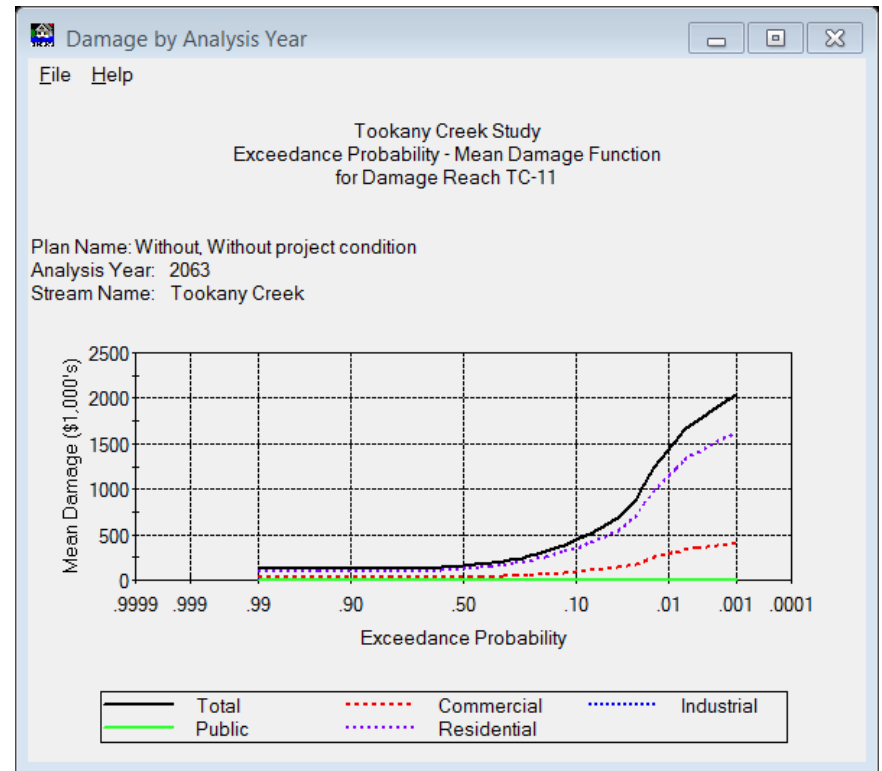 Damage by Analysis Year
File Help
Tookany Creek Study
Exceedance Probability - Mean Damage Function
for Damage Reach TC-11
Plan Name: Without, Without project condition
Analysis Year: 2063
Stream Name: Tookany Creek
Mean Damage ($1,000's)
2500
2000
1500
1000
500
0
.9999 .999 .99 .90 .50 .10 .01 .001 .0001
Exceedance Probability
Total Commercial Industrial
Public Residential